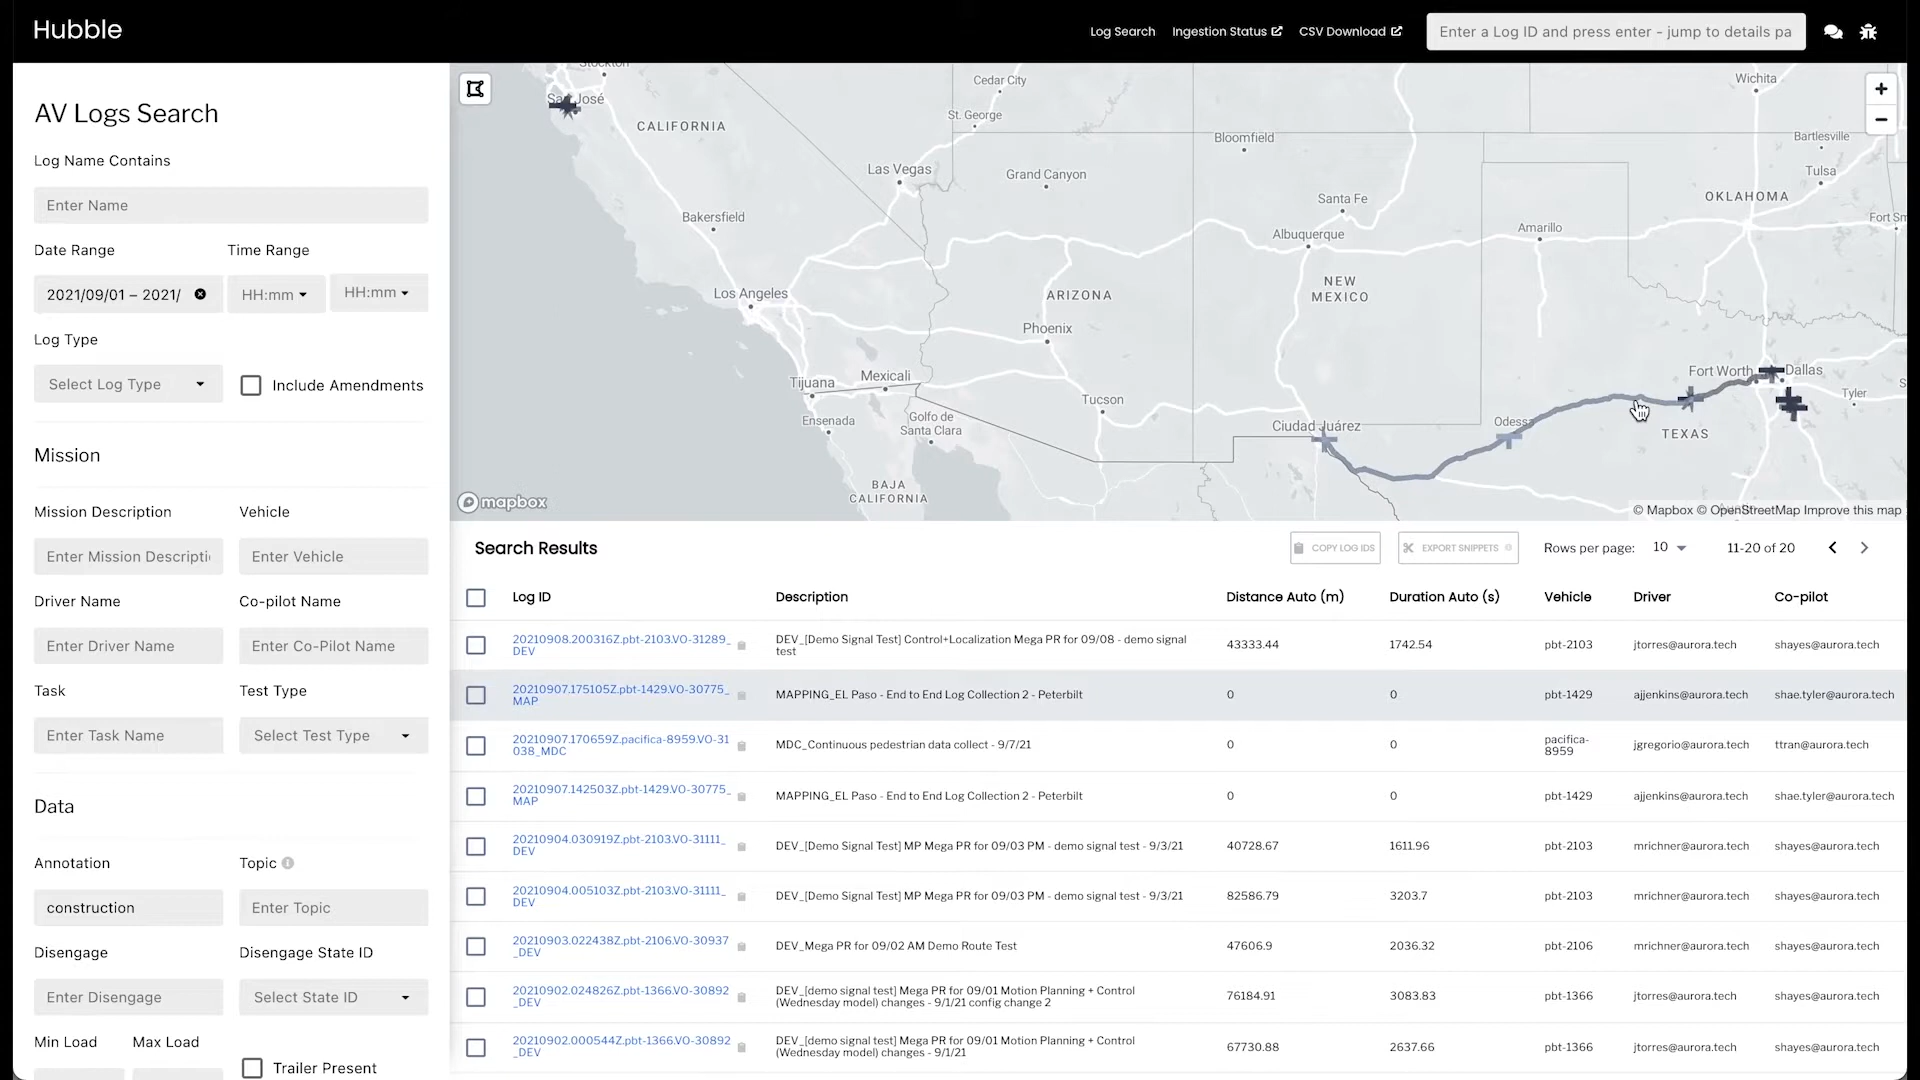 Hubble
Log Search
Ingestion Status
CSV Download
Enter a Log ID and press enter - jump to details pa
AV Logs Search
Log Name Contains
Enter Name
Date Range
Time Range
2021/09/01 – 2021/
HH:mm
HH:mm
Log Type
Select Log Type
Include Amendments
Mission
Mission Description
Vehicle
Enter Mission Descripti
Enter Vehicle
Driver Name
Co-pilot Name
Enter Driver Name
Enter Co-Pilot Name
Task
Test Type
Enter Task Name
Select Test Type
Data
Annotation
Topic
construction
Enter Topic
Disengage
Disengage State ID
Enter Disengage
Select State ID
Min Load
Max Load
Trailer Present
Stockton
San José
CALIFORNIA
Cedar City
St. George
Las Vegas
Grand Canyon
Bakersfield
Los Angeles
ARIZONA
Phoenix
Tijuana
Mexicali
Ensenada
Golfo de
Santa Clara
Tucson
BAJA
CALIFORNIA
Bloomfield
Santa Fe
Albuquerque
NEW
MEXICO
Ciudad Juárez
Amarillo
Wichita
Bartlesville
Tulsa
OKLAHOMA
Fort Sm
Fort Worth
Dallas
Tyler
Odessa
TEXAS
mapbox
© Mapbox © OpenStreetMap Improve this map
Search Results
COPY LOG IDS
EXPORT SNIPPETS
Rows per page:
10
11-20 of 20
Log ID
Description
Distance Auto (m)
Duration Auto (s)
Vehicle
Driver
Co-pilot
20210908.200316Z.pbt-2103.VO-31289_
DEV
DEV_[Demo Signal Test] Control+Localization Mega PR for 09/08 - demo signal
test
43333.44
1742.54
pbt-2103
jtorres@aurora.tech
shayes@aurora.tech
20210907.175105Z.pbt-1429.VO-30775_
MAP
MAPPING_EL Paso - End to End Log Collection 2 - Peterbilt
0
0
pbt-1429
ajjenkins@aurora.tech
shae.tyler@aurora.tech
20210907.170659Z.pacifica-8959.VO-31
038_MDC
MDC_Continuous pedestrian data collect - 9/7/21
0
0
pacifica-
8959
jgregorio@aurora.tech
ttran@aurora.tech
20210907.142503Z.pbt-1429.VO-30775_
MAP
MAPPING_EL Paso - End to End Log Collection 2 - Peterbilt
0
0
pbt-1429
ajjenkins@aurora.tech
shae.tyler@aurora.tech
20210904.030919Z.pbt-2103.VO-31111_
DEV
DEV_[Demo Signal Test] MP Mega PR for 09/03 PM - demo signal test - 9/3/21
40728.67
1611.96
pbt-2103
mrichner@aurora.tech
shayes@aurora.tech
20210904.005103Z.pbt-2103.VO-31111_
DEV
DEV_[Demo Signal Test] MP Mega PR for 09/03 PM - demo signal test - 9/3/21
82586.79
3203.7
pbt-2103
mrichner@aurora.tech
shayes@aurora.tech
20210903.022438Z.pbt-2106.VO-30937
_DEV
DEV_Mega PR for 09/02 AM Demo Route Test
47606.9
2036.32
pbt-2106
mrichner@aurora.tech
shayes@aurora.tech
20210902.024826Z.pbt-1366.VO-30892
_DEV
DEV_[demo signal test] Mega PR for 09/01 Motion Planning + Control
(Wednesday model) changes - 9/1/21 config change 2
76184.91
3083.83
pbt-1366
jtorres@aurora.tech
shayes@aurora.tech
20210902.000544Z.pbt-1366.VO-30892
_DEV
DEV_[demo signal test] Mega PR for 09/01 Motion Planning + Control
(Wednesday model) changes - 9/1/21
67730.88
2637.66
pbt-1366
jtorres@aurora.tech
shayes@aurora.tech